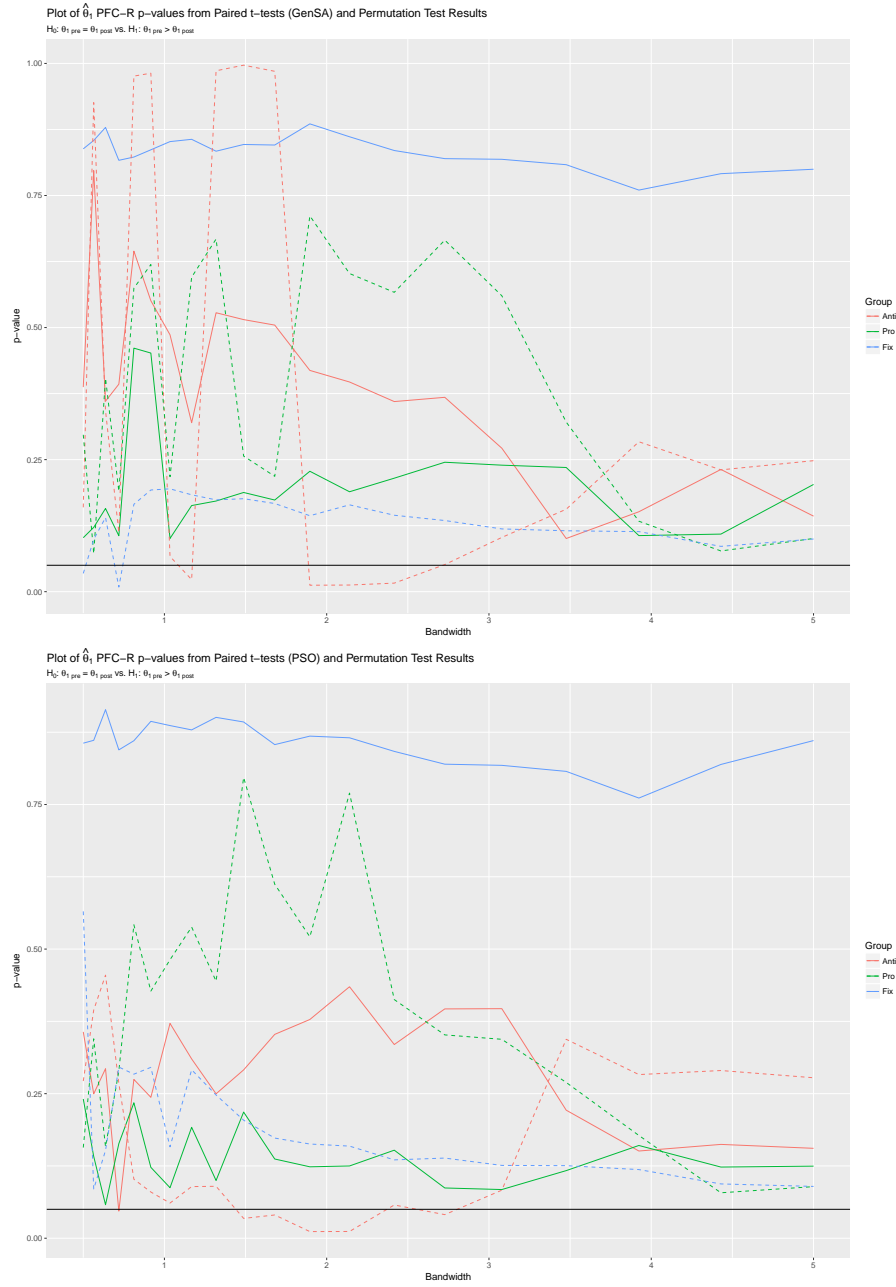 Plot of θ̂₁ PFC−R p−values from Paired t−tests (GenSA) and Permutation Test Results
H₀: θ₁ pre = θ₁ post vs. H₁: θ₁ pre > θ₁ post
1.00
0.75
0.50
0.25
0.00
p−value
1 2 3 4 5
Bandwidth
Group
Anti
Pro
Fix
Plot of θ̂₁ PFC−R p−values from Paired t−tests (PSO) and Permutation Test Results
H₀: θ₁ pre = θ₁ post vs. H₁: θ₁ pre > θ₁ post
0.75
0.50
0.25
0.00
p−value
1 2 3 4 5
Bandwidth
Group
Anti
Pro
Fix